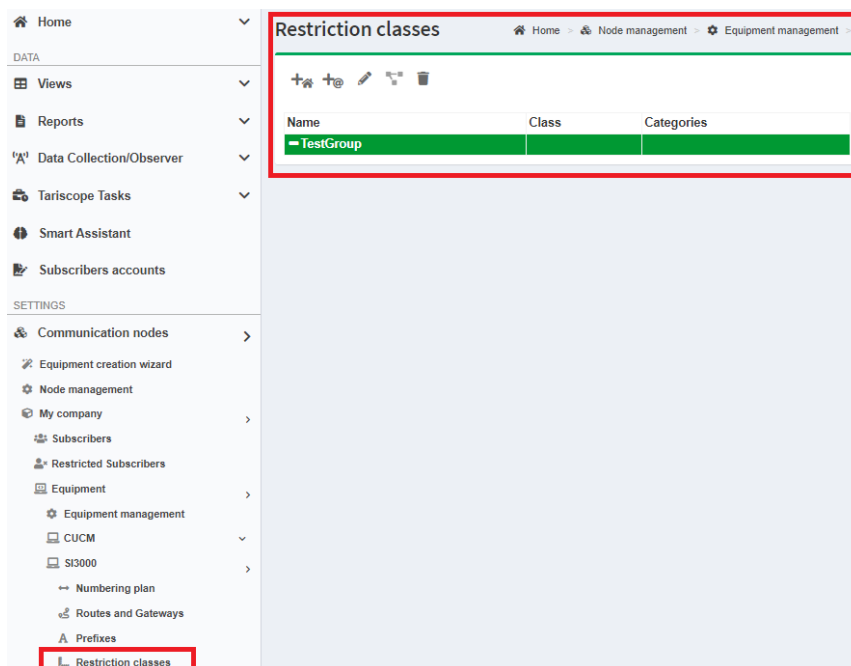 Home
DATA
Views
Reports
Data Collection/Observer
Tariscope Tasks
Smart Assistant
Subscribers accounts
SETTINGS
Communication nodes
Equipment creation wizard
Node management
My company
Subscribers
Restricted Subscribers
Equipment
Equipment management
CUCM
SI3000
Numbering plan
Routes and Gateways
Prefixes
Restriction classes
Restriction classes
Home > Node management > Equipment management >
Name Class Categories
TestGroup